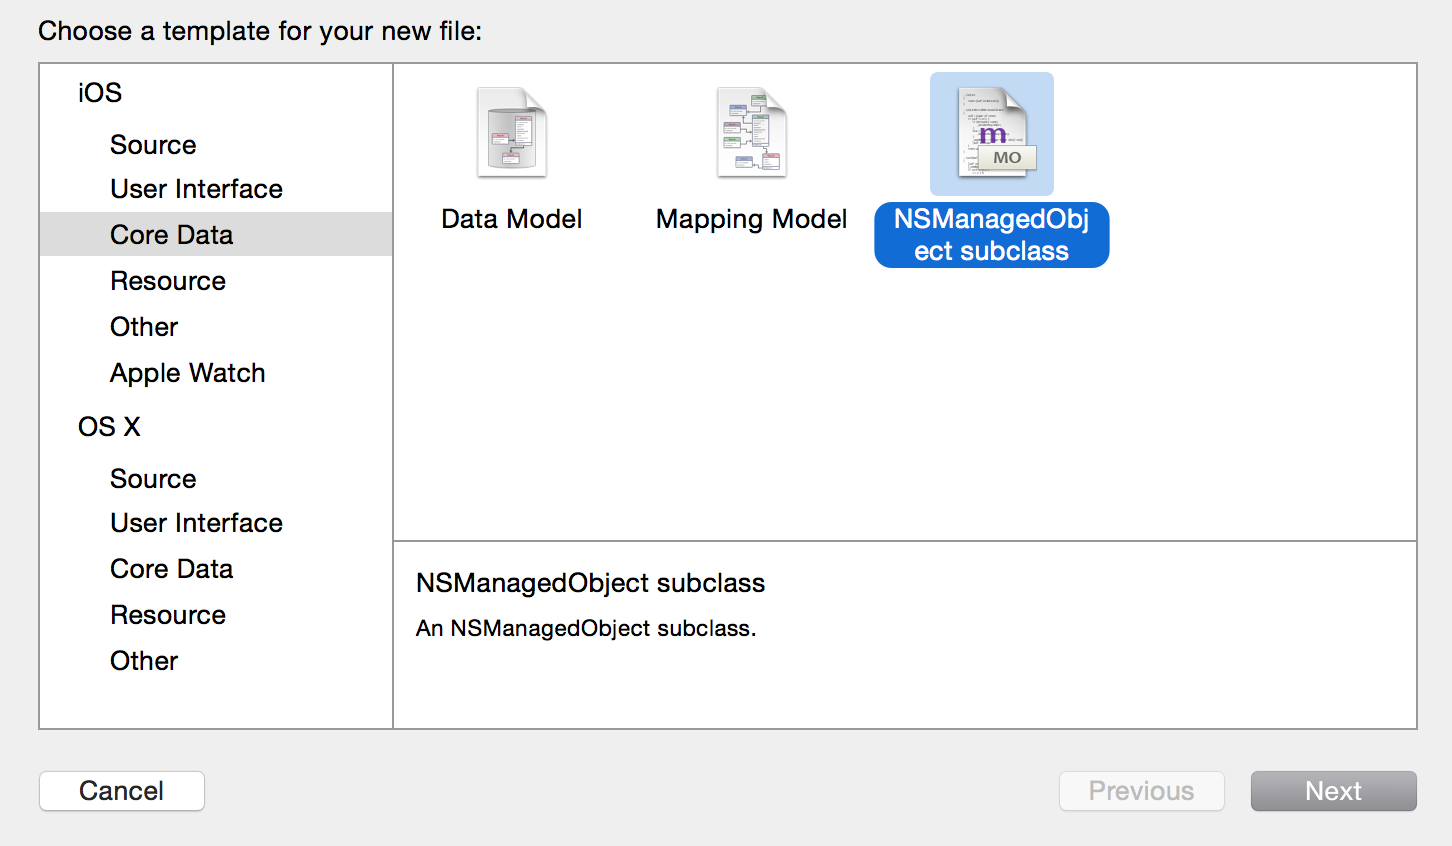 Choose a template for your new file:
iOS
Source
User Interface
Core Data
Resource
Other
Apple Watch
OS X
Source
User Interface
Core Data
Resource
Other
Data Model
Mapping Model
m
MO
NSManagedObj
ect subclass
NSManagedObject subclass
An NSManagedObject subclass.
Cancel
Previous
Next